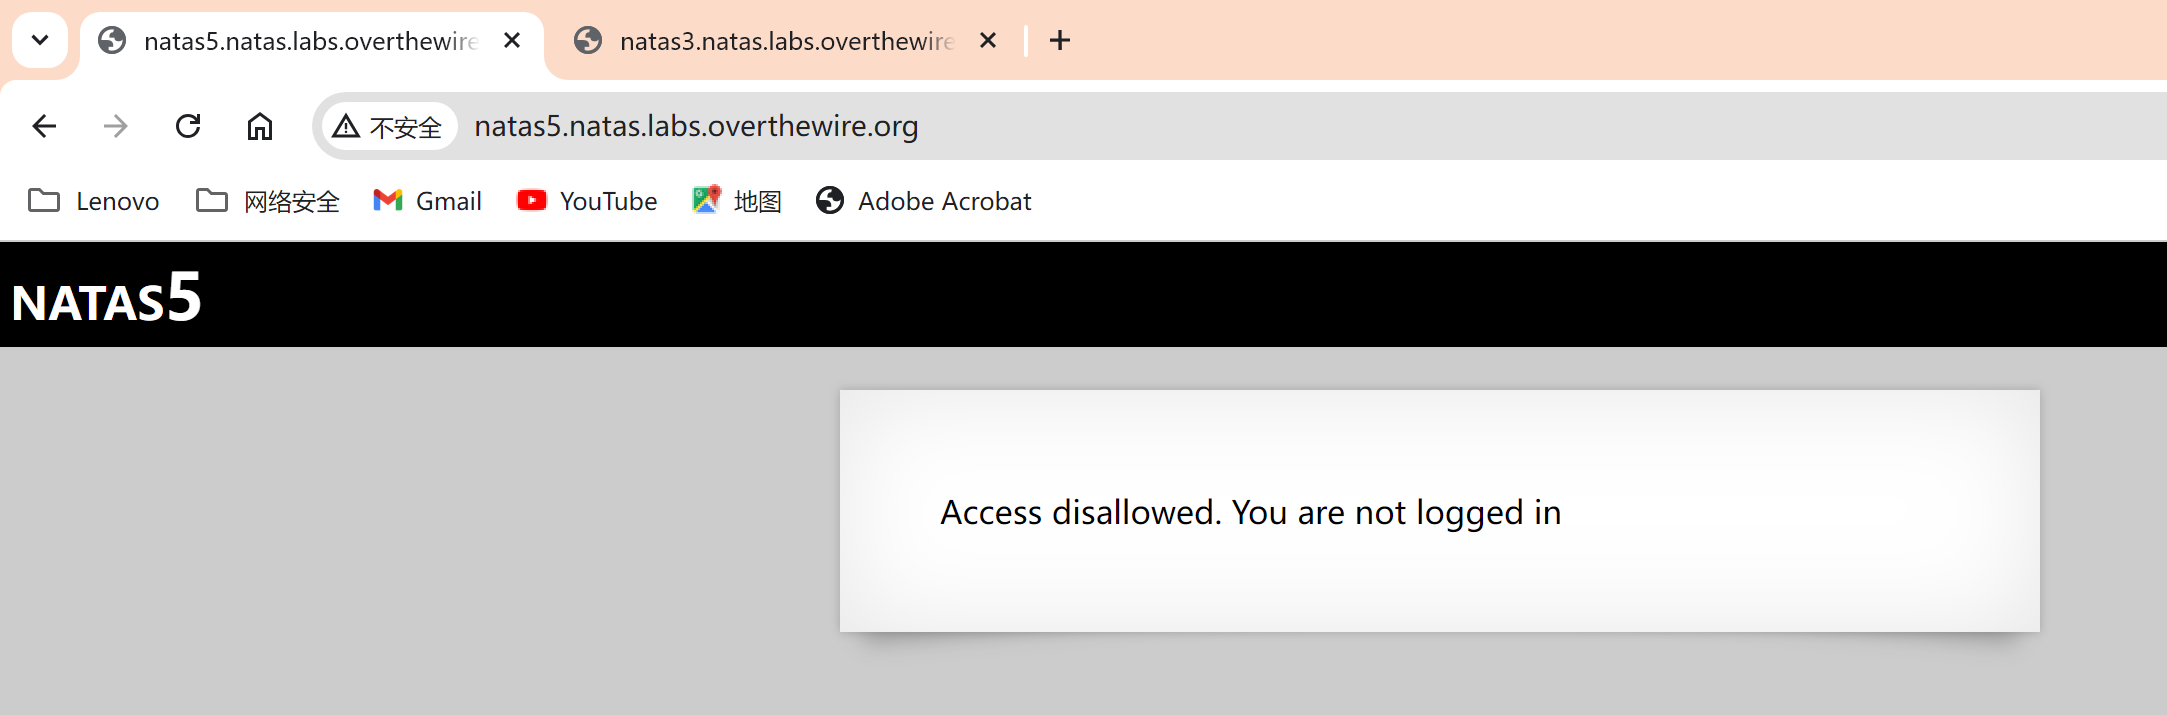 natas5.natas.labs.overthewire natas3.natas.labs.overthewire
不安全 natas5.natas.labs.overthewire.org
Lenovo 网络安全 Gmail YouTube 地图 Adobe Acrobat
NATAS5
Access disallowed. You are not logged in